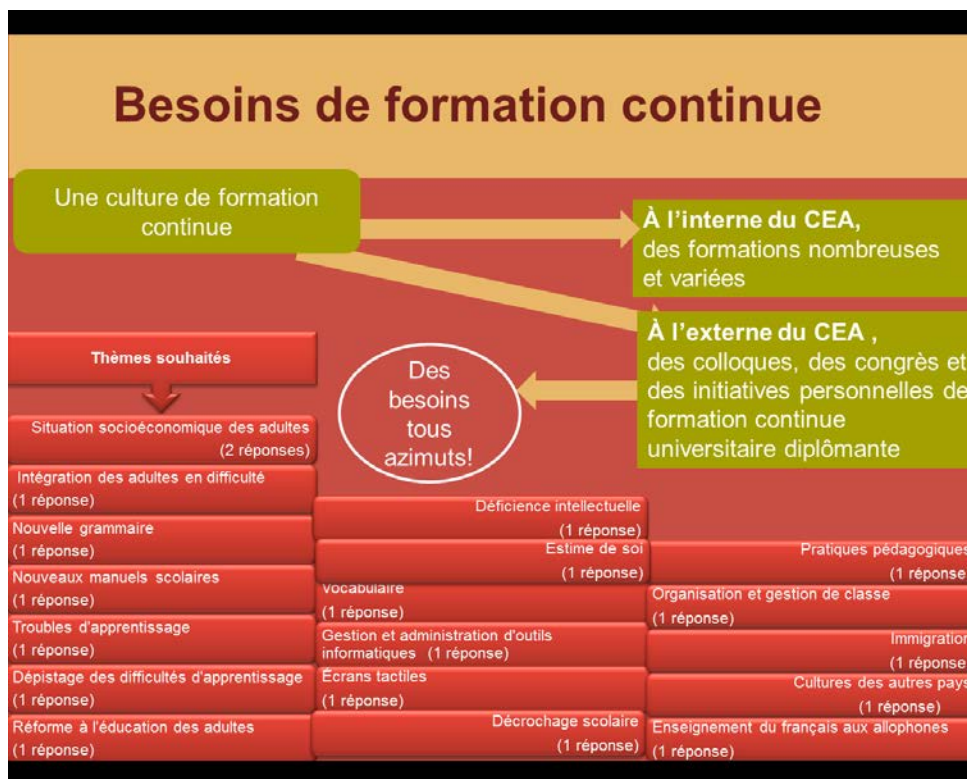 Besoins de formation continue
Une culture de formation
continue
À l'interne du CEA,
des formations nombreuses
et variées
À l'externe du CEA ,
des colloques, des congrès et
des initiatives personnelles de
formation continue
universitaire diplômante
Des
besoins
tous
azimuts!
Thèmes souhaités
Situation socioéconomique des adultes
(2 réponses)
Intégration des adultes en difficulté
(1 réponse)
Nouvelle grammaire
(1 réponse)
Nouveaux manuels scolaires
(1 réponse)
Troubles d'apprentissage
(1 réponse)
Dépistage des difficultés d'apprentissage
(1 réponse)
Réforme à l'éducation des adultes
(1 réponse)
Déficience intellectuelle
(1 réponse)
Estime de soi
(1 réponse)
Vocabulaire
(1 réponse)
Gestion et administration d'outils
informatiques (1 réponse)
Écrans tactiles
(1 réponse)
Décrochage scolaire
(1 réponse)
Pratiques pédagogiques
(1 réponse
Organisation et gestion de classe
(1 réponse)
Immigration
(1 réponse
Cultures des autres pays
(1 réponse)
Enseignement du français aux allophones
(1 réponse)